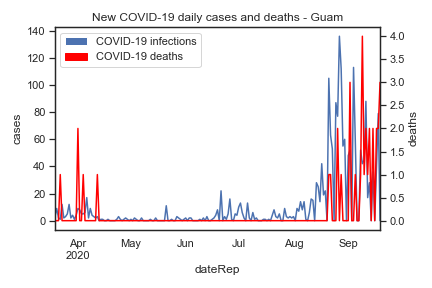 New COVID-19 daily cases and deaths - Guam
COVID-19 infections
COVID-19 deaths
cases
140
120
100
80
60
40
20
0
deaths
4.0
3.5
3.0
2.5
2.0
1.5
1.0
0.5
0.0
Apr May Jun Jul Aug Sep
2020
dateRep